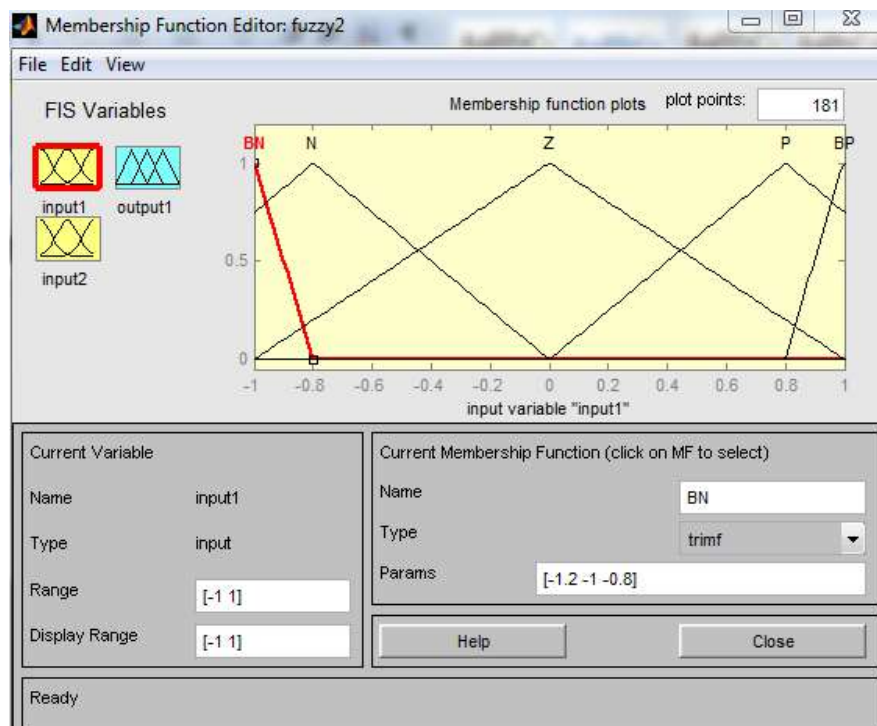 Membership Function Editor: fuzzy2
File Edit View
FIS Variables
input1
output1
input2
Membership function plots
plot points:
181
BN N Z P BP
1
0.5
0
-1 -0.8 -0.6 -0.4 -0.2 0 0.2 0.4 0.6 0.8 1
input variable "input1"
Current Variable
Name input1
Type input
Range [-1 1]
Display Range [-1 1]
Current Membership Function (click on MF to select)
Name BN
Type trimf
Params [-1.2 -1 -0.8]
Help Close
Ready